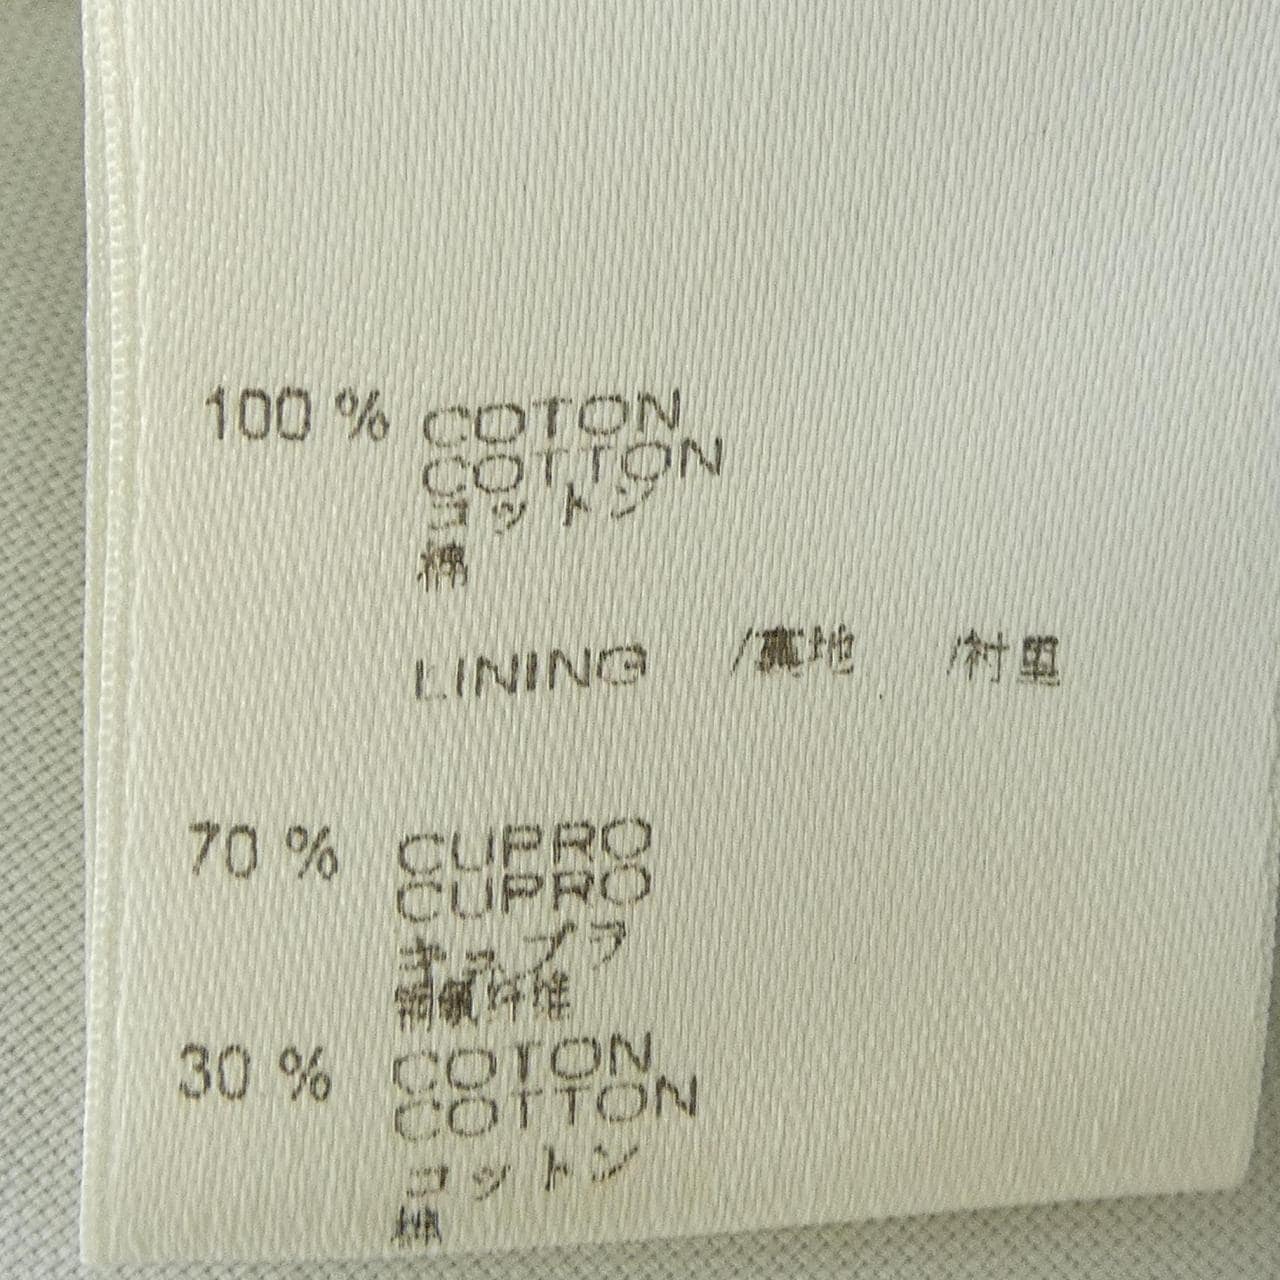 100 % COTON
COTTON
コットン
棉
LINING /裏地 /衬里
70 % CUPRO
CUPRO
キュプラ
铜氨纤维
30 % COTON
COTTON
コットン
棉